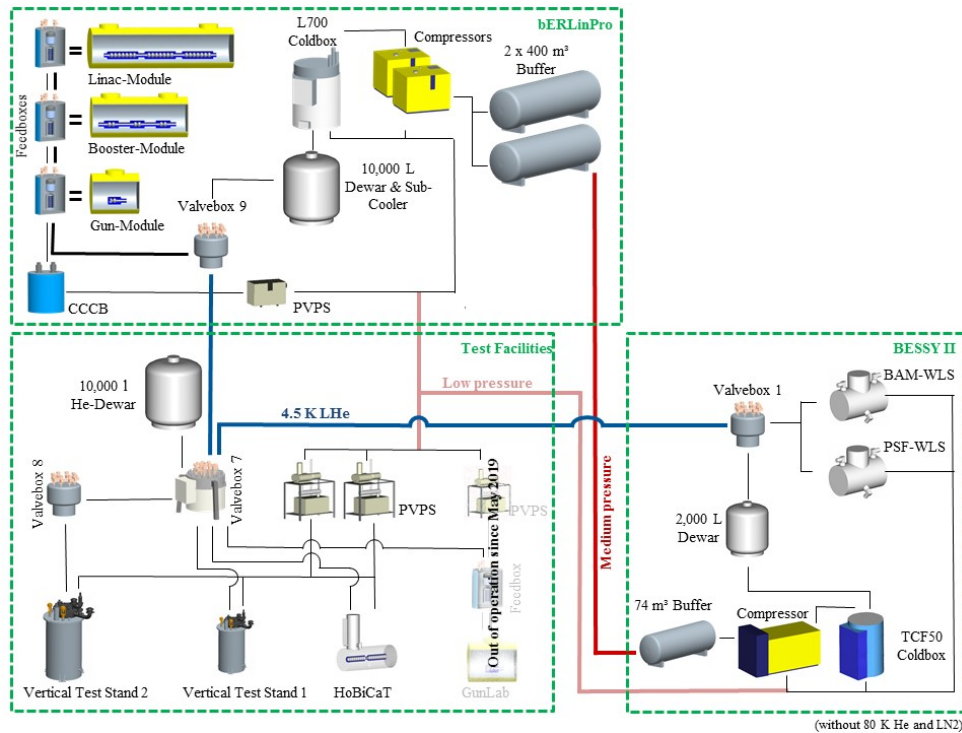 bERLinPro
L700
Coldbox
Compressors
2 x 400 m³
Buffer
Feedboxes
=
Linac-Module
=
Booster-Module
=
Gun-Module
10,000 L
Dewar & Sub-
Cooler
Valvebox 9
CCCB
PVPS
Test Facilities
BESSY II
10,000 l
He-Dewar
Low pressure
4.5 K LHe
Valvebox 1
BAM-WLS
PSF-WLS
Valvebox 8
Valvebox 7
PVPS
PVPS
Out of operation since May 2019
Medium pressure
2,000 L
Dewar
Feedbox
74 m³ Buffer
Compressor
TCF50
Coldbox
Vertical Test Stand 2
Vertical Test Stand 1
HoBiCaT
GunLab
(without 80 K He and LN2)